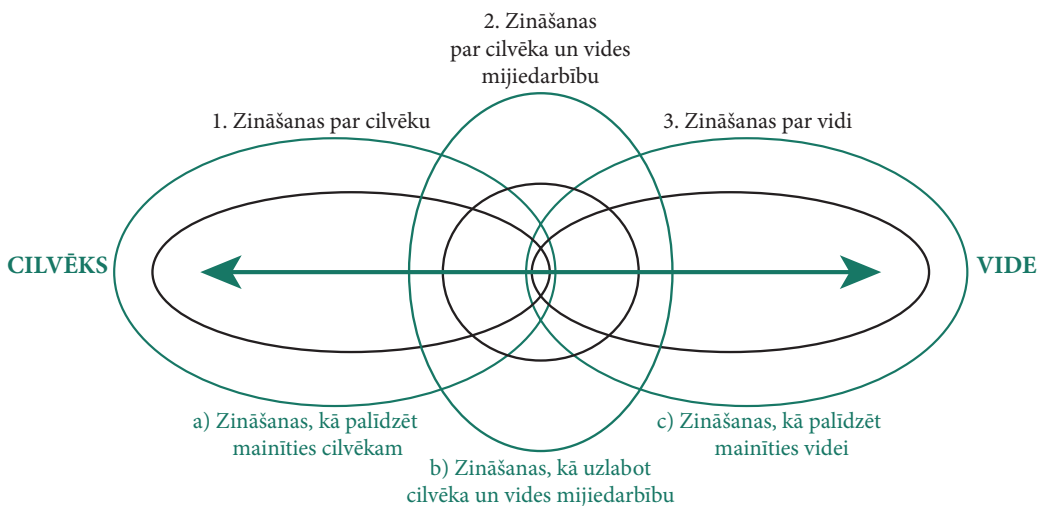 2. Zināšanas
par cilvēka un vides
mijiedarbību
1. Zināšanas par cilvēku
3. Zināšanas par vidi
CILVĒKS
VIDE
a) Zināšanas, kā palīdzēt
mainīties cilvēkam
c) Zināšanas, kā palīdzēt
mainīties videi
b) Zināšanas, kā uzlabot
cilvēka un vides mijiedarbību